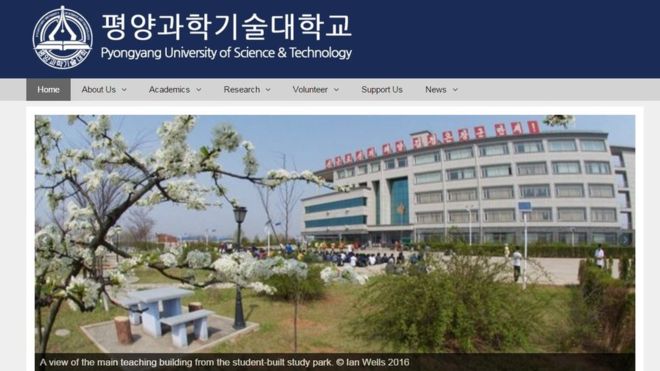 평양과학기술대학교
Pyongyang University of Science & Technology
Home About Us Academics Research Volunteer Support Us News
A view of the main teaching building from the student-built study park. © Ian Wells 2016